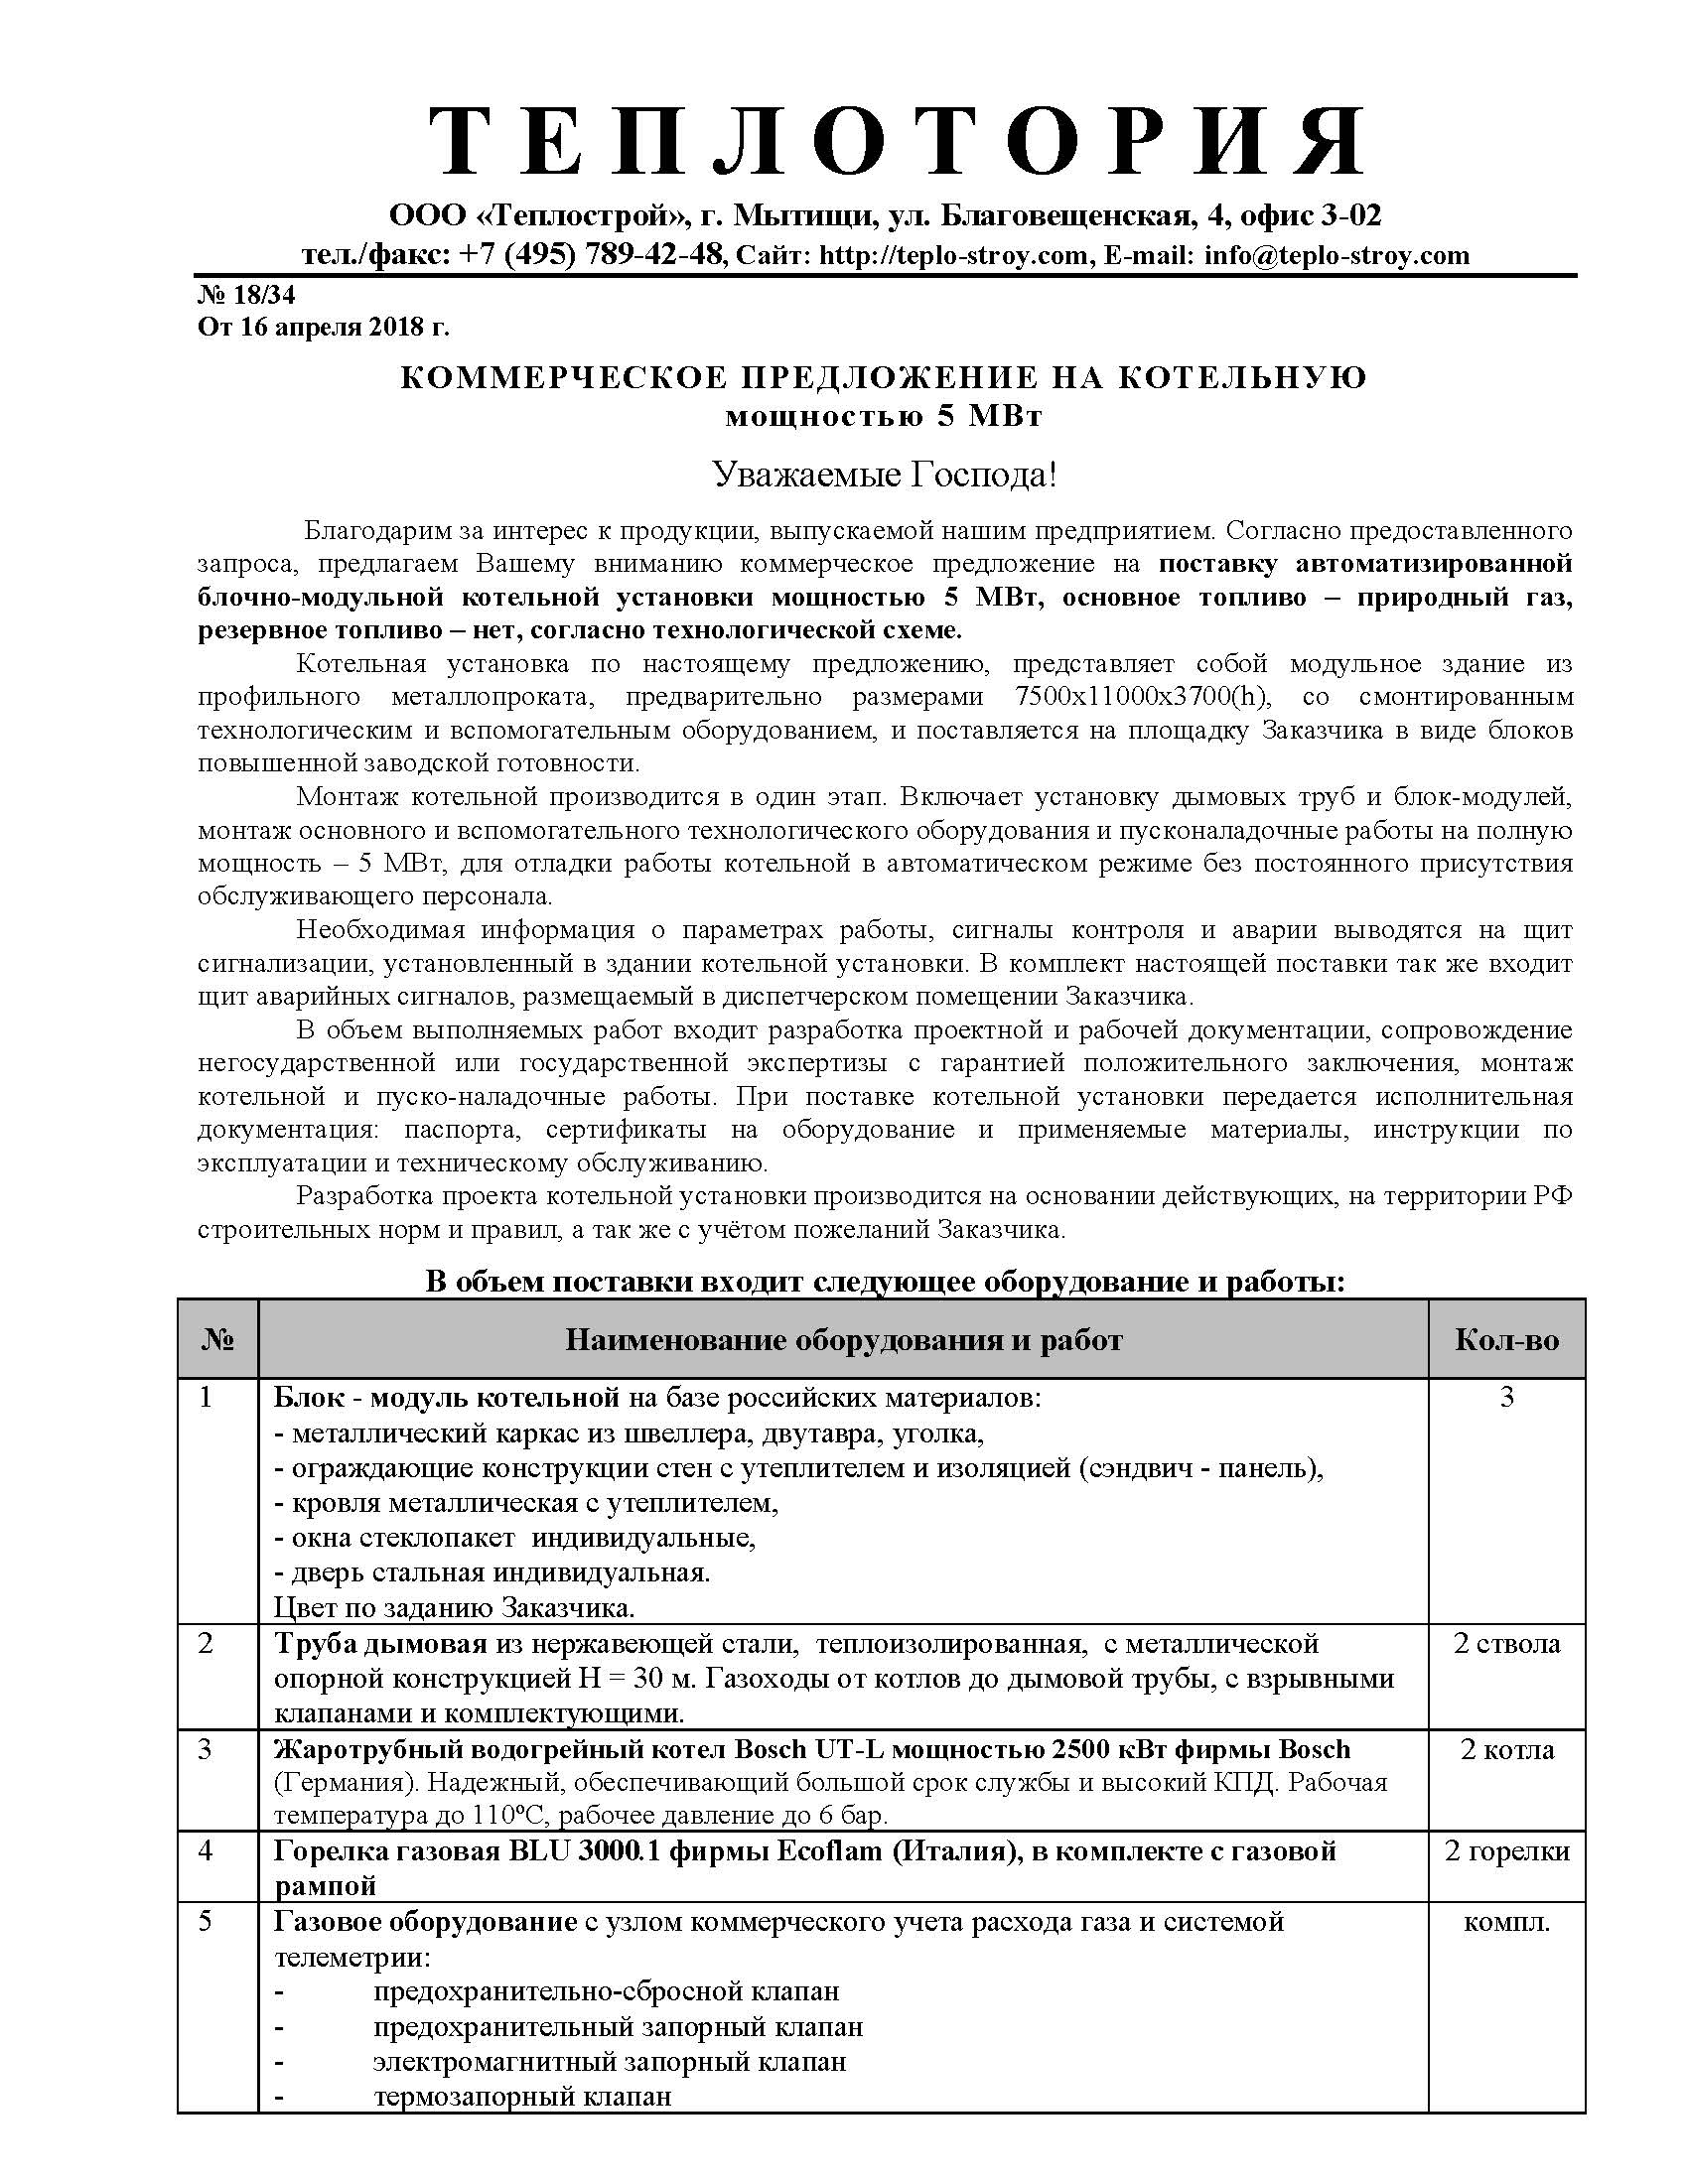 ТЕПЛОТОРИЯ
ООО «Теплострой», г. Мытищи, ул. Благовещенская, 4, офис 3-02
тел./факс: +7 (495) 789-42-48, Сайт: http://teplo-stroy.com, E-mail: info@teplo-stroy.com
№ 18/34
От 16 апреля 2018 г.
КОММЕРЧЕСКОЕ ПРЕДЛОЖЕНИЕ НА КОТЕЛЬНУЮ
мощностью 5 МВт
Уважаемые Господа!
Благодарим за интерес к продукции, выпускаемой нашим предприятием. Согласно предоставленного
запроса, предлагаем Вашему вниманию коммерческое предложение на поставку автоматизированной
блочно-модульной котельной установки мощностью 5 МВт, основное топливо – природный газ,
резервное топливо – нет, согласно технологической схеме.
Котельная установка по настоящему предложению, представляет собой модульное здание из
профильного металлопроката, предварительно размерами 7500х11000х3700(h), со смонтированным
технологическим и вспомогательным оборудованием, и поставляется на площадку Заказчика в виде блоков
повышенной заводской готовности.
Монтаж котельной производится в один этап. Включает установку дымовых труб и блок-модулей,
монтаж основного и вспомогательного технологического оборудования и пусконаладочные работы на полную
мощность – 5 МВт, для отладки работы котельной в автоматическом режиме без постоянного присутствия
обслуживающего персонала.
Необходимая информация о параметрах работы, сигналы контроля и аварии выводятся на щит
сигнализации, установленный в здании котельной установки. В комплект настоящей поставки так же входит
щит аварийных сигналов, размещаемый в диспетчерском помещении Заказчика.
В объем выполняемых работ входит разработка проектной и рабочей документации, сопровождение
негосударственной или государственной экспертизы с гарантией положительного заключения, монтаж
котельной и пуско-наладочные работы. При поставке котельной установки передается исполнительная
документация: паспорта, сертификаты на оборудование и применяемые материалы, инструкции по
эксплуатации и техническому обслуживанию.
Разработка проекта котельной установки производится на основании действующих, на территории РФ
строительных норм и правил, а так же с учётом пожеланий Заказчика.
В объем поставки входит следующее оборудование и работы:
№ Наименование оборудования и работ Кол-во
1 Блок - модуль котельной на базе российских материалов: 3
- металлический каркас из швеллера, двутавра, уголка,
- ограждающие конструкции стен с утеплителем и изоляцией (сэндвич - панель),
- кровля металлическая с утеплителем,
- окна стеклопакет индивидуальные,
- дверь стальная индивидуальная.
Цвет по заданию Заказчика.
2 Труба дымовая из нержавеющей стали, теплоизолированная, с металлической 2 ствола
опорной конструкцией Н = 30 м. Газоходы от котлов до дымовой трубы, с взрывными
клапанами и комплектующими.
3 Жаротрубный водогрейный котел Bosch UT-L мощностью 2500 кВт фирмы Bosch 2 котла
(Германия). Надежный, обеспечивающий большой срок службы и высокий КПД. Рабочая
температура до 110ºС, рабочее давление до 6 бар.
4 Горелка газовая BLU 3000.1 фирмы Ecoflam (Италия), в комплекте с газовой 2 горелки
рампой
5 Газовое оборудование с узлом коммерческого учета расхода газа и системой компл.
телеметрии:
- предохранительно-сбросной клапан
- предохранительный запорный клапан
- электромагнитный запорный клапан
- термозапорный клапан